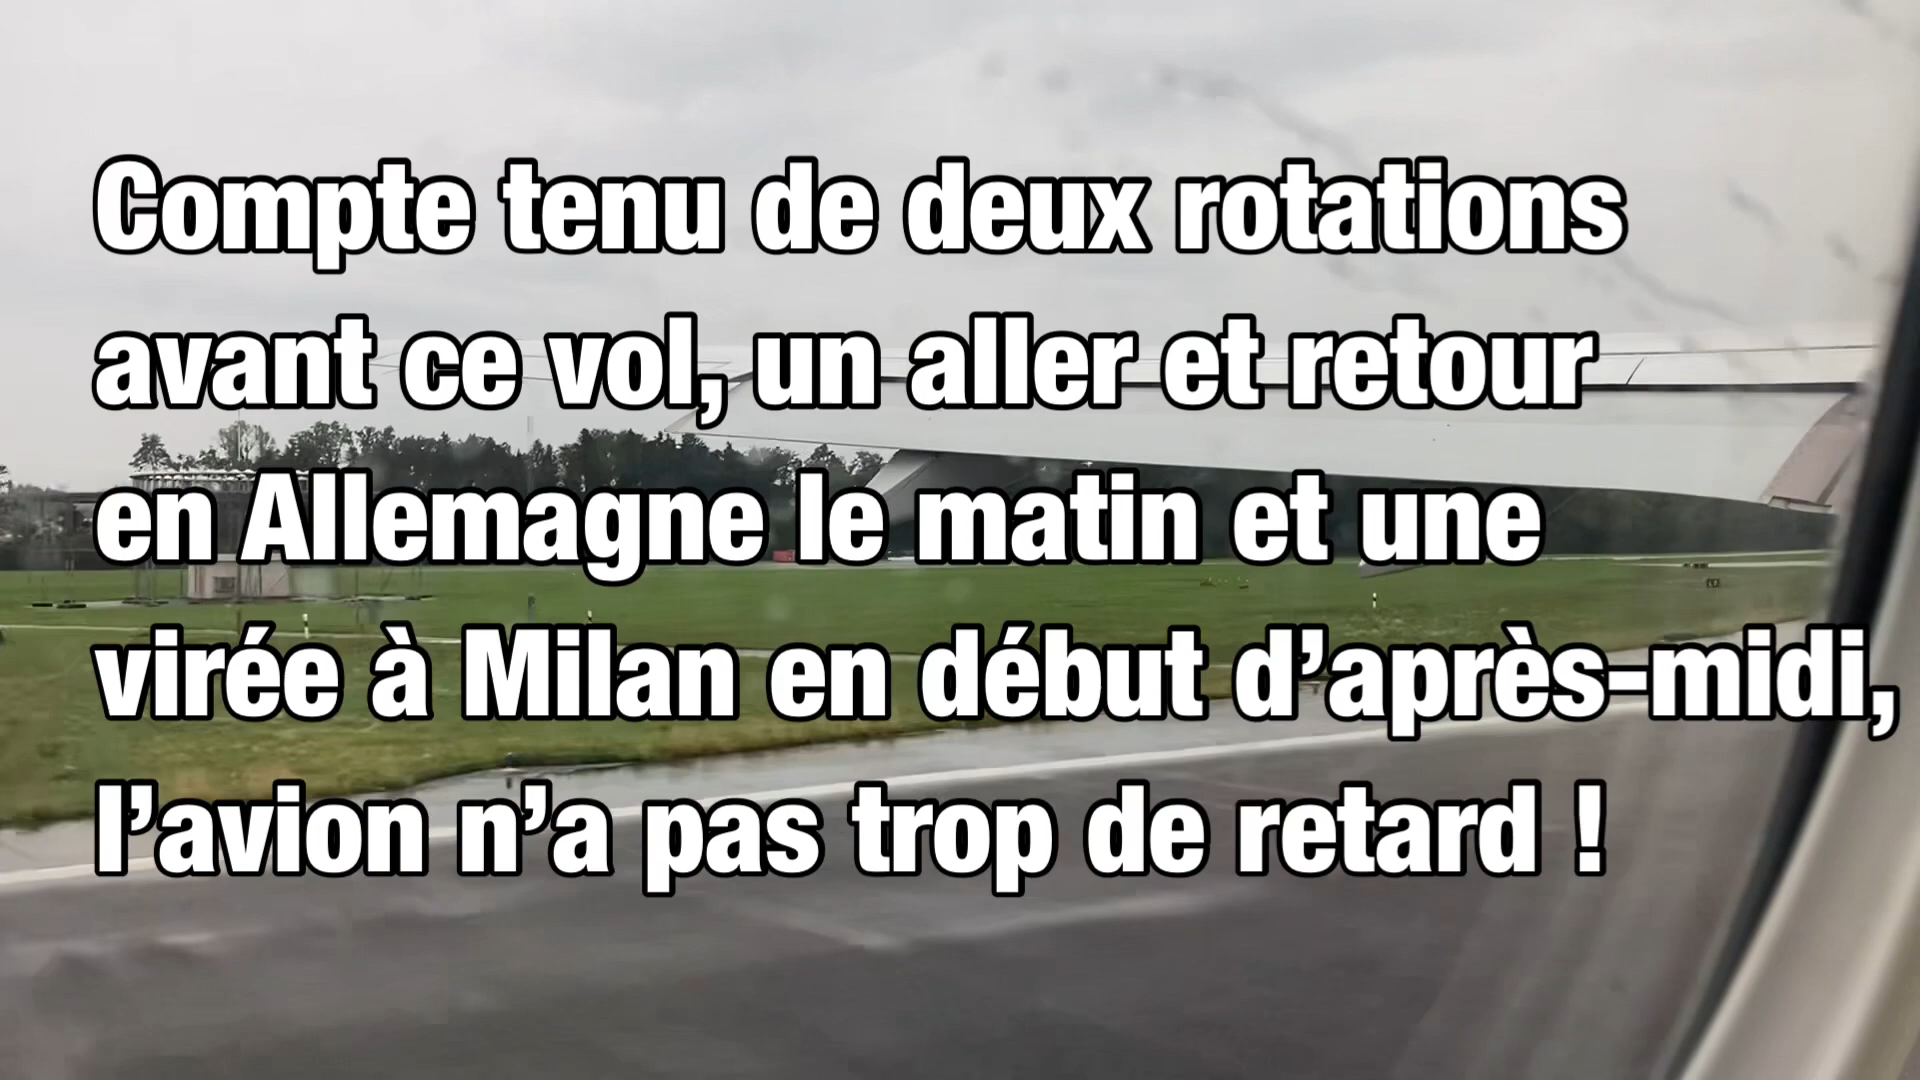 Compte tenu de deux rotations
avant ce vol, un aller et retour
en Allemagne le matin et une
virée à Milan en début d’après-midi,
l’avion n’a pas trop de retard !